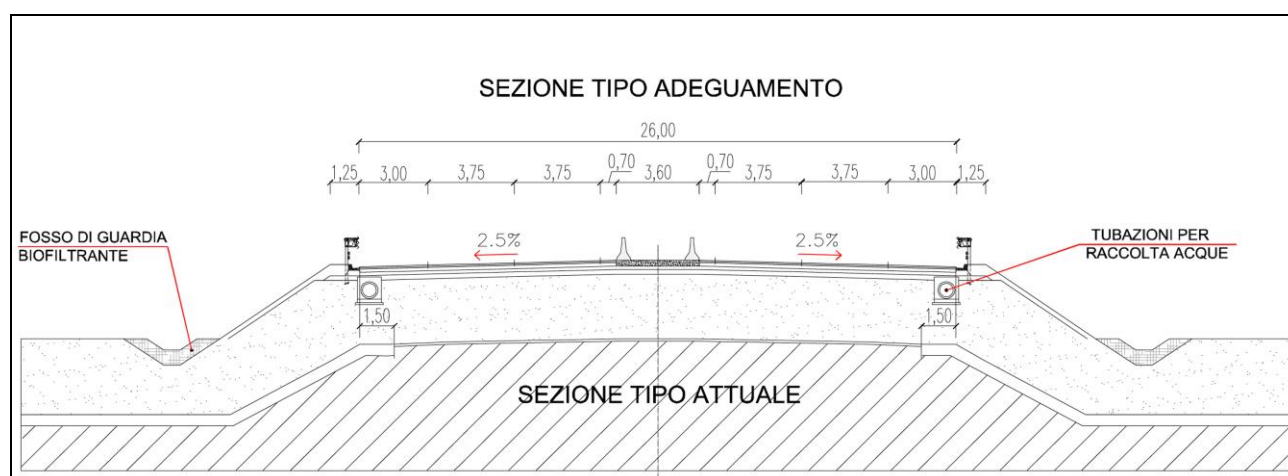 SEZIONE TIPO ADEGUAMENTO
26,00
1,25 3,00 3,75 3,75 0,70 3,60 0,70 3,75 3,75 3,00 1,25
FOSSO DI GUARDIA
BIOFILTRANTE
2.5% 2.5%
TUBAZIONI PER
RACCOLTA ACQUE
1,50 1,50
SEZIONE TIPO ATTUALE